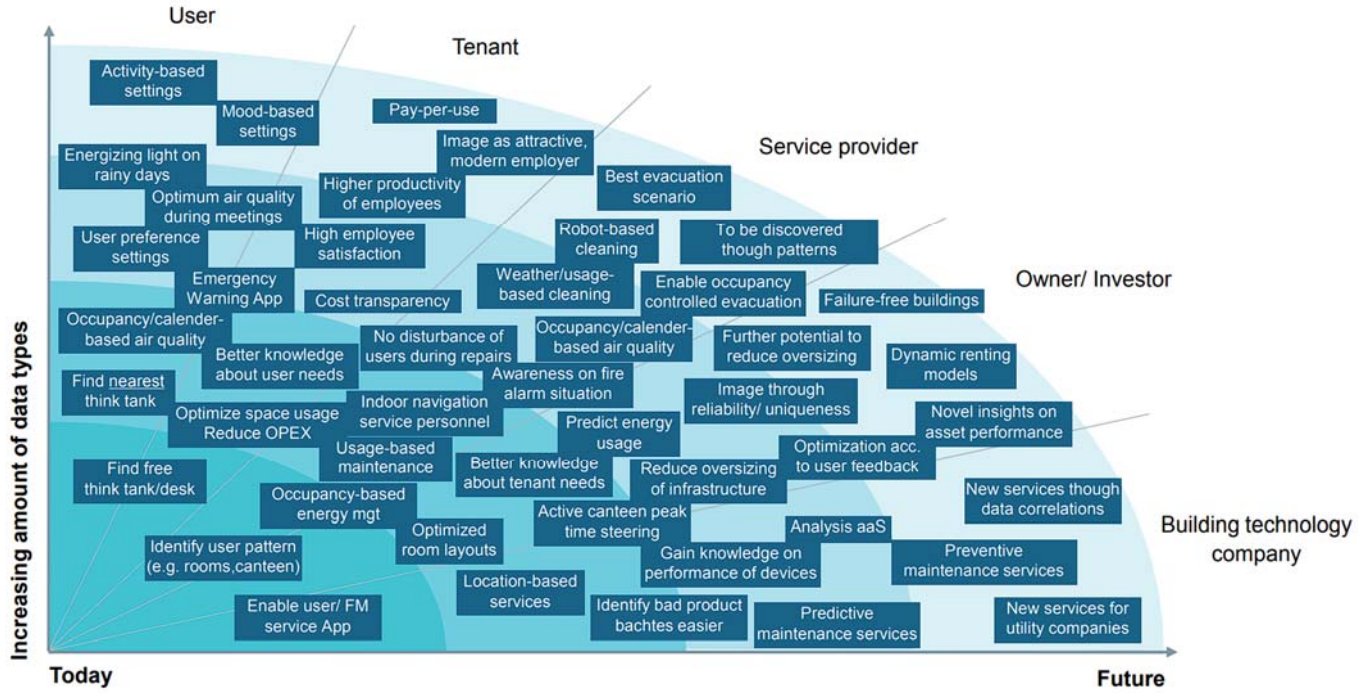 User
Tenant
Service provider
Owner/ Investor
Building technology
company
Increasing amount of data types
Today
Future
Activity-based
settings
Mood-based
settings
Pay-per-use
Image as attractive,
modern employer
Energizing light on
rainy days
Higher productivity
of employees
Best evacuation
scenario
Optimum air quality
during meetings
User preference
settings
High employee
satisfaction
Robot-based
cleaning
To be discovered
though patterns
Emergency
Warning App
Cost transparency
Weather/usage-
based cleaning
Enable occupancy
controlled evacuation
Failure-free buildings
Occupancy/calender-
based air quality
Better knowledge
about user needs
No disturbance of
users during repairs
Occupancy/calender-
based air quality
Further potential to
reduce oversizing
Dynamic renting
models
Find nearest
think tank
Awareness on fire
alarm situation
Image through
reliability/ uniqueness
Optimize space usage
Reduce OPEX
Indoor navigation
service personnel
Novel insights on
asset performance
Predict energy
usage
Usage-based
maintenance
Optimization acc.
to user feedback
Find free
think tank/desk
Better knowledge
about tenant needs
Reduce oversizing
of infrastructure
Occupancy-based
energy mgt
New services though
data correlations
Active canteen peak
time steering
Optimized
room layouts
Analysis aaS
Identify user pattern
(e.g. rooms,canteen)
Gain knowledge on
performance of devices
Preventive
maintenance services
Location-based
services
Enable user/ FM
service App
Identify bad product
bachtes easier
Predictive
maintenance services
New services for
utility companies